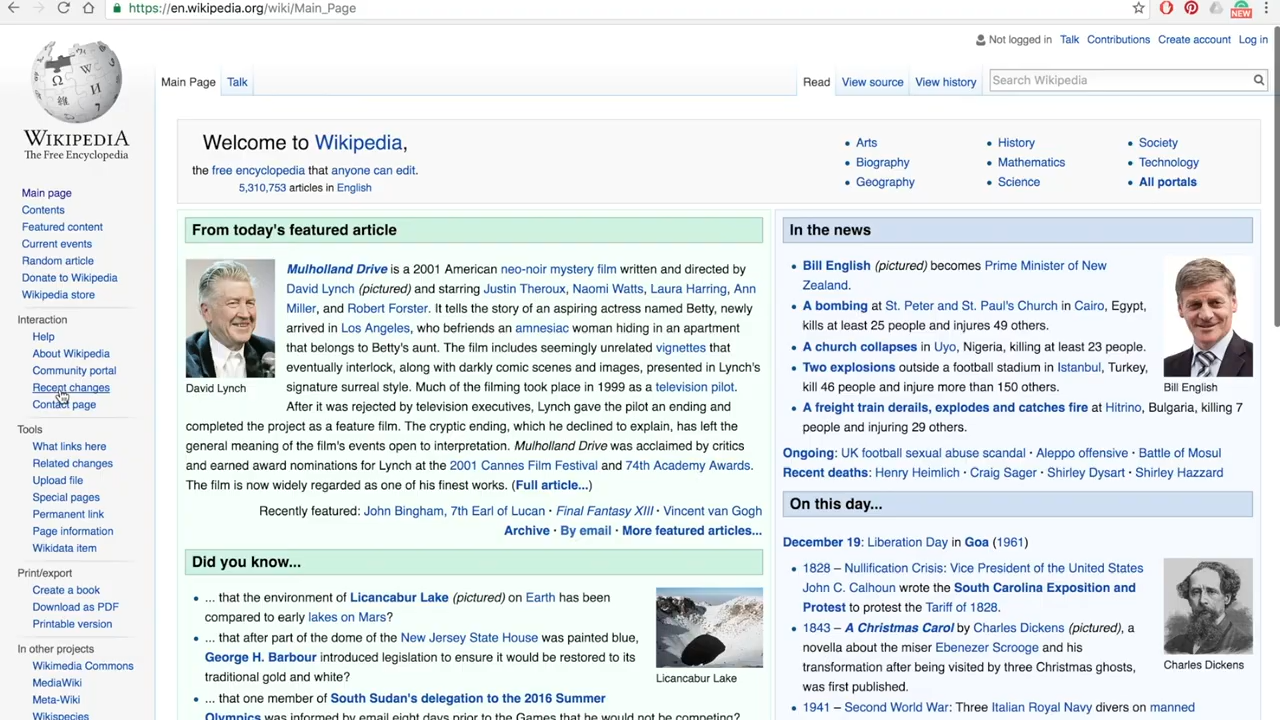 https://en.wikipedia.org/wiki/Main_Page
NEW
WIKIPEDIA
The Free Encyclopedia
Not logged in Talk Contributions Create account Log in
Main Page Talk
Read View source View history Search Wikipedia
Main page
Contents
Featured content
Current events
Random article
Donate to Wikipedia
Wikipedia store
Interaction
Help
About Wikipedia
Community portal
Recent changes
Contact page
Tools
What links here
Related changes
Upload file
Special pages
Permanent link
Page information
Wikidata item
Print/export
Create a book
Download as PDF
Printable version
In other projects
Wikimedia Commons
MediaWiki
Meta-Wiki
Wikispecies
Welcome to Wikipedia,
the free encyclopedia that anyone can edit.
5,310,753 articles in English
• Arts
• Biography
• Geography
• History
• Mathematics
• Science
• Society
• Technology
• All portals
From today's featured article
Mulholland Drive is a 2001 American neo-noir mystery film written and directed by
David Lynch (pictured) and starring Justin Theroux, Naomi Watts, Laura Harring, Ann
Miller, and Robert Forster. It tells the story of an aspiring actress named Betty, newly
arrived in Los Angeles, who befriends an amnesiac woman hiding in an apartment
that belongs to Betty's aunt. The film includes seemingly unrelated vignettes that
eventually interlock, along with darkly comic scenes and images, presented in Lynch's
signature surreal style. Much of the filming took place in 1999 as a television pilot.
After it was rejected by television executives, Lynch gave the pilot an ending and
completed the project as a feature film. The cryptic ending, which he declined to explain, has left the
general meaning of the film's events open to interpretation. Mulholland Drive was acclaimed by critics
and earned award nominations for Lynch at the 2001 Cannes Film Festival and 74th Academy Awards.
The film is now widely regarded as one of his finest works. (Full article...)
David Lynch
Recently featured: John Bingham, 7th Earl of Lucan · Final Fantasy XIII · Vincent van Gogh
Archive · By email · More featured articles...
Did you know...
• ... that the environment of Licancabur Lake (pictured) on Earth has been
compared to early lakes on Mars?
• ... that after part of the dome of the New Jersey State House was painted blue,
George H. Barbour introduced legislation to ensure it would be restored to its
traditional gold and white?
• ... that one member of South Sudan's delegation to the 2016 Summer
Olympics was informed by email eight days prior to the Games that he would not be competing?
Licancabur Lake
In the news
• Bill English (pictured) becomes Prime Minister of New
Zealand.
• A bombing at St. Peter and St. Paul's Church in Cairo, Egypt,
kills at least 25 people and injures 49 others.
• A church collapses in Uyo, Nigeria, killing at least 23 people.
• Two explosions outside a football stadium in Istanbul, Turkey,
kill 46 people and injure more than 150 others.
• A freight train derails, explodes and catches fire at Hitrino, Bulgaria, killing 7
people and injuring 29 others.
Bill English
Ongoing: UK football sexual abuse scandal · Aleppo offensive · Battle of Mosul
Recent deaths: Henry Heimlich · Craig Sager · Shirley Dysart · Shirley Hazzard
On this day...
December 19: Liberation Day in Goa (1961)
• 1828 – Nullification Crisis: Vice President of the United States
John C. Calhoun wrote the South Carolina Exposition and
Protest to protest the Tariff of 1828.
• 1843 – A Christmas Carol by Charles Dickens (pictured), a
novella about the miser Ebenezer Scrooge and his
transformation after being visited by three Christmas ghosts,
was first published.
• 1941 – Second World War: Three Italian Royal Navy divers on manned
Charles Dickens